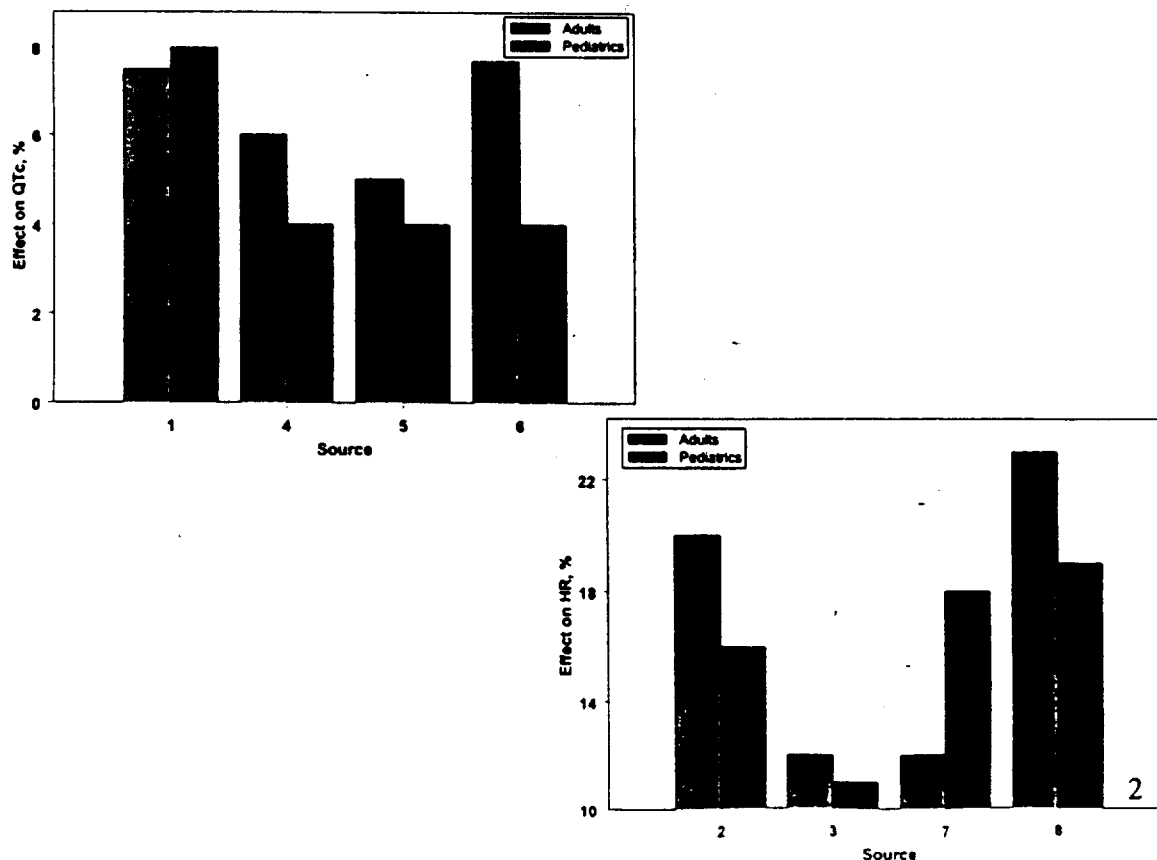 Adults
Pediatrics
Effect on QTc, %
8
6
4
2
0
1 4 5 6
Source
Adults
Pediatrics
Effect on HR, %
22
18
14
10
2 3 7 8
Source
2